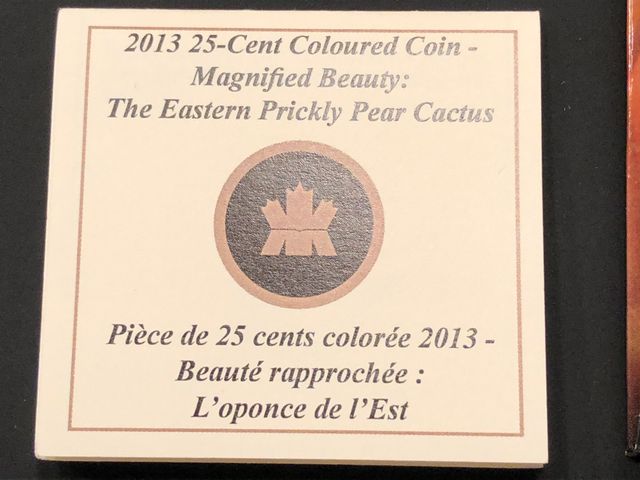 2013 25-Cent Coloured Coin -
Magnified Beauty:
The Eastern Prickly Pear Cactus
Pièce de 25 cents colorée 2013 -
Beauté rapprochée :
L'oponce de l'Est